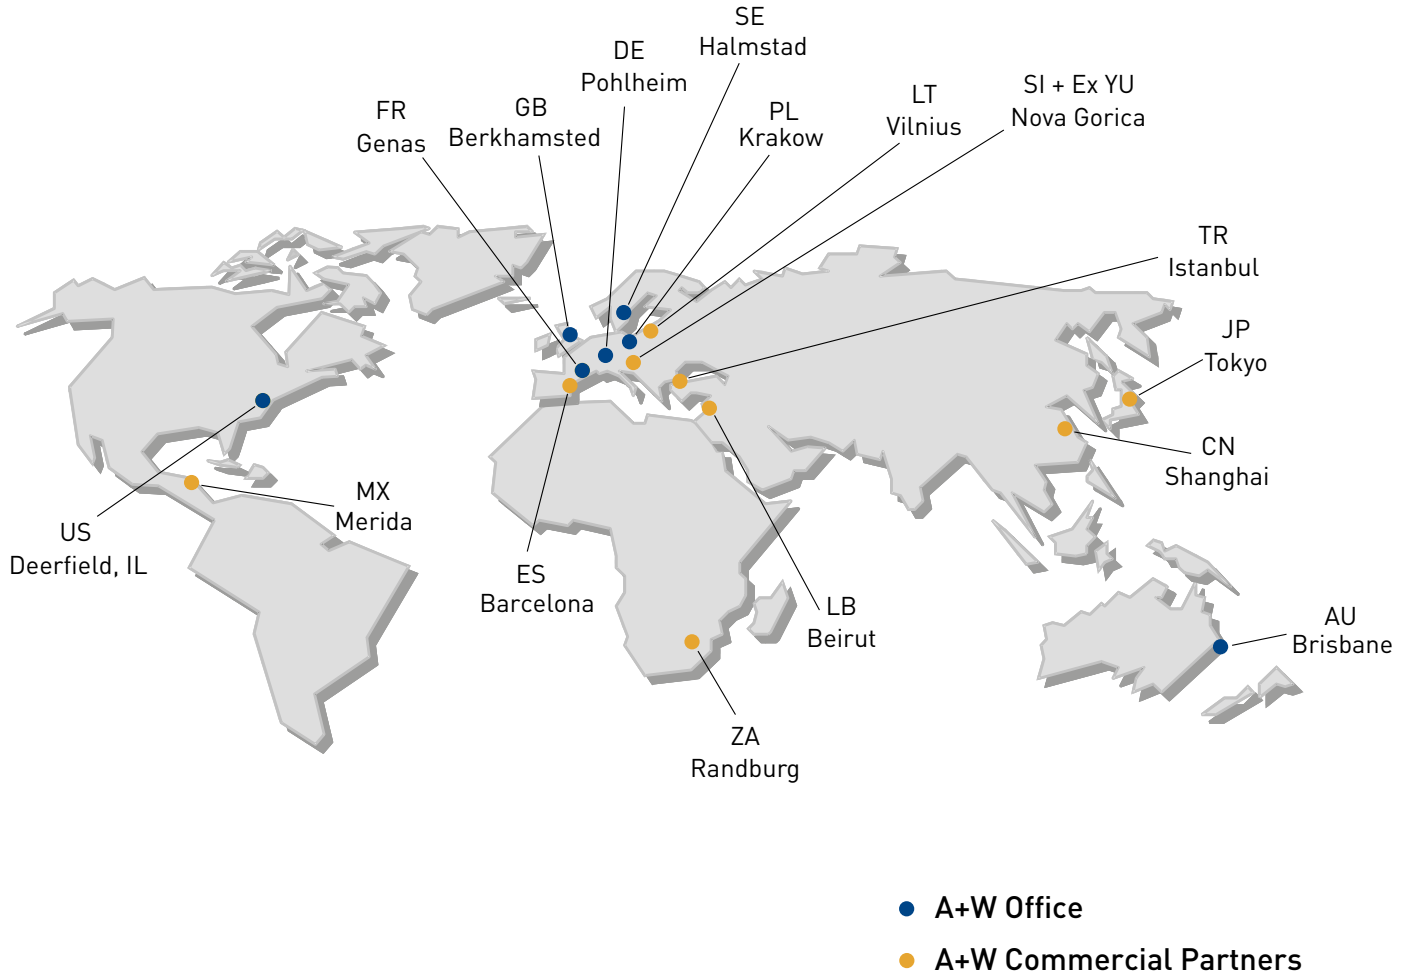 SE
Halmstad
DE
Pohlheim
SI + Ex YU
Nova Gorica
LT
Vilnius
FR
Genas
GB
Berkhamsted
PL
Krakow
TR
Istanbul
JP
Tokyo
CN
Shanghai
MX
Merida
US
Deerfield, IL
ES
Barcelona
LB
Beirut
AU
Brisbane
ZA
Randburg
A+W Office
A+W Commercial Partners